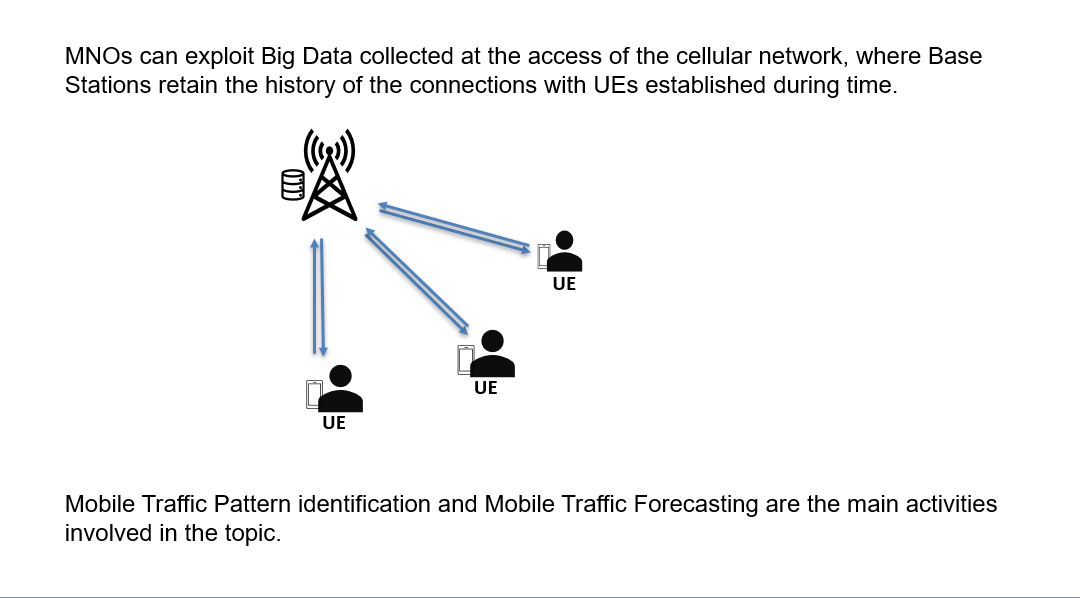 MNOs can exploit Big Data collected at the access of the cellular network, where Base
Stations retain the history of the connections with UEs established during time.
UE
UE
UE
Mobile Traffic Pattern identification and Mobile Traffic Forecasting are the main activities
involved in the topic.